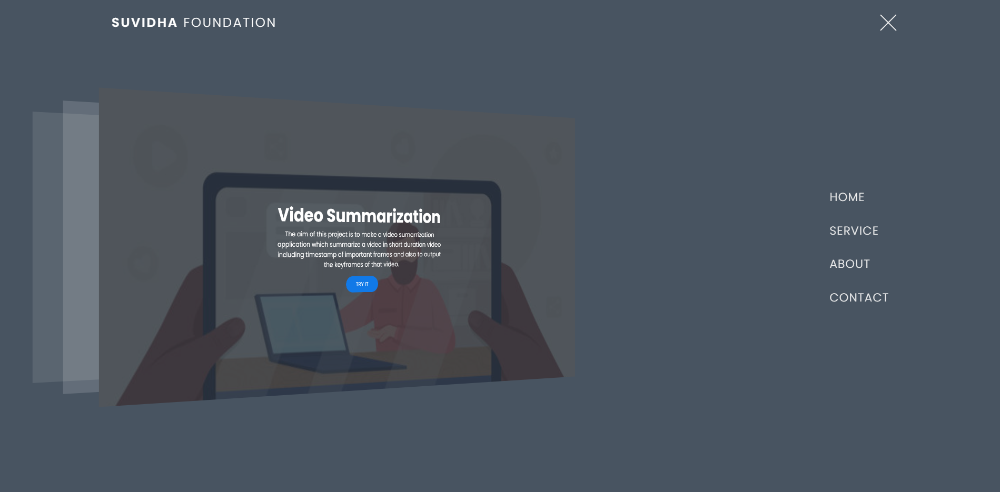 SUVIDHA FOUNDATION
Video Summarization
The aim of this project is to make a video sumarrization
application which summarize a video in short duration video
including timestamp of important frames and also to output
the keyframes of that video.
TRY IT
HOME
SERVICE
ABOUT
CONTACT